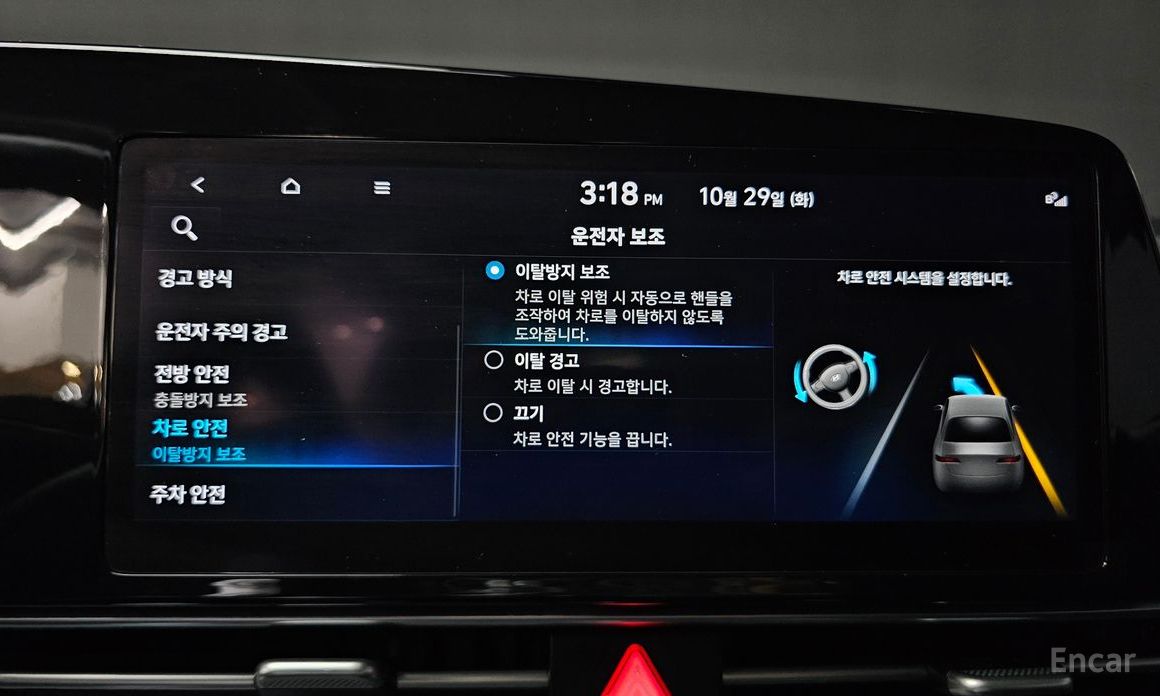 3:18 PM 10월 29일 (화)
운전자 보조
경고 방식
운전자 주의 경고
전방 안전
충돌방지 보조
차로 안전
이탈방지 보조
주차 안전
이탈방지 보조
차로 이탈 위험 시 자동으로 핸들을
조작하여 차로를 이탈하지 않도록
도와줍니다.
이탈 경고
차로 이탈 시 경고합니다.
끄기
차로 안전 기능을 끕니다.
차로 안전 시스템을 설정합니다.
Encar